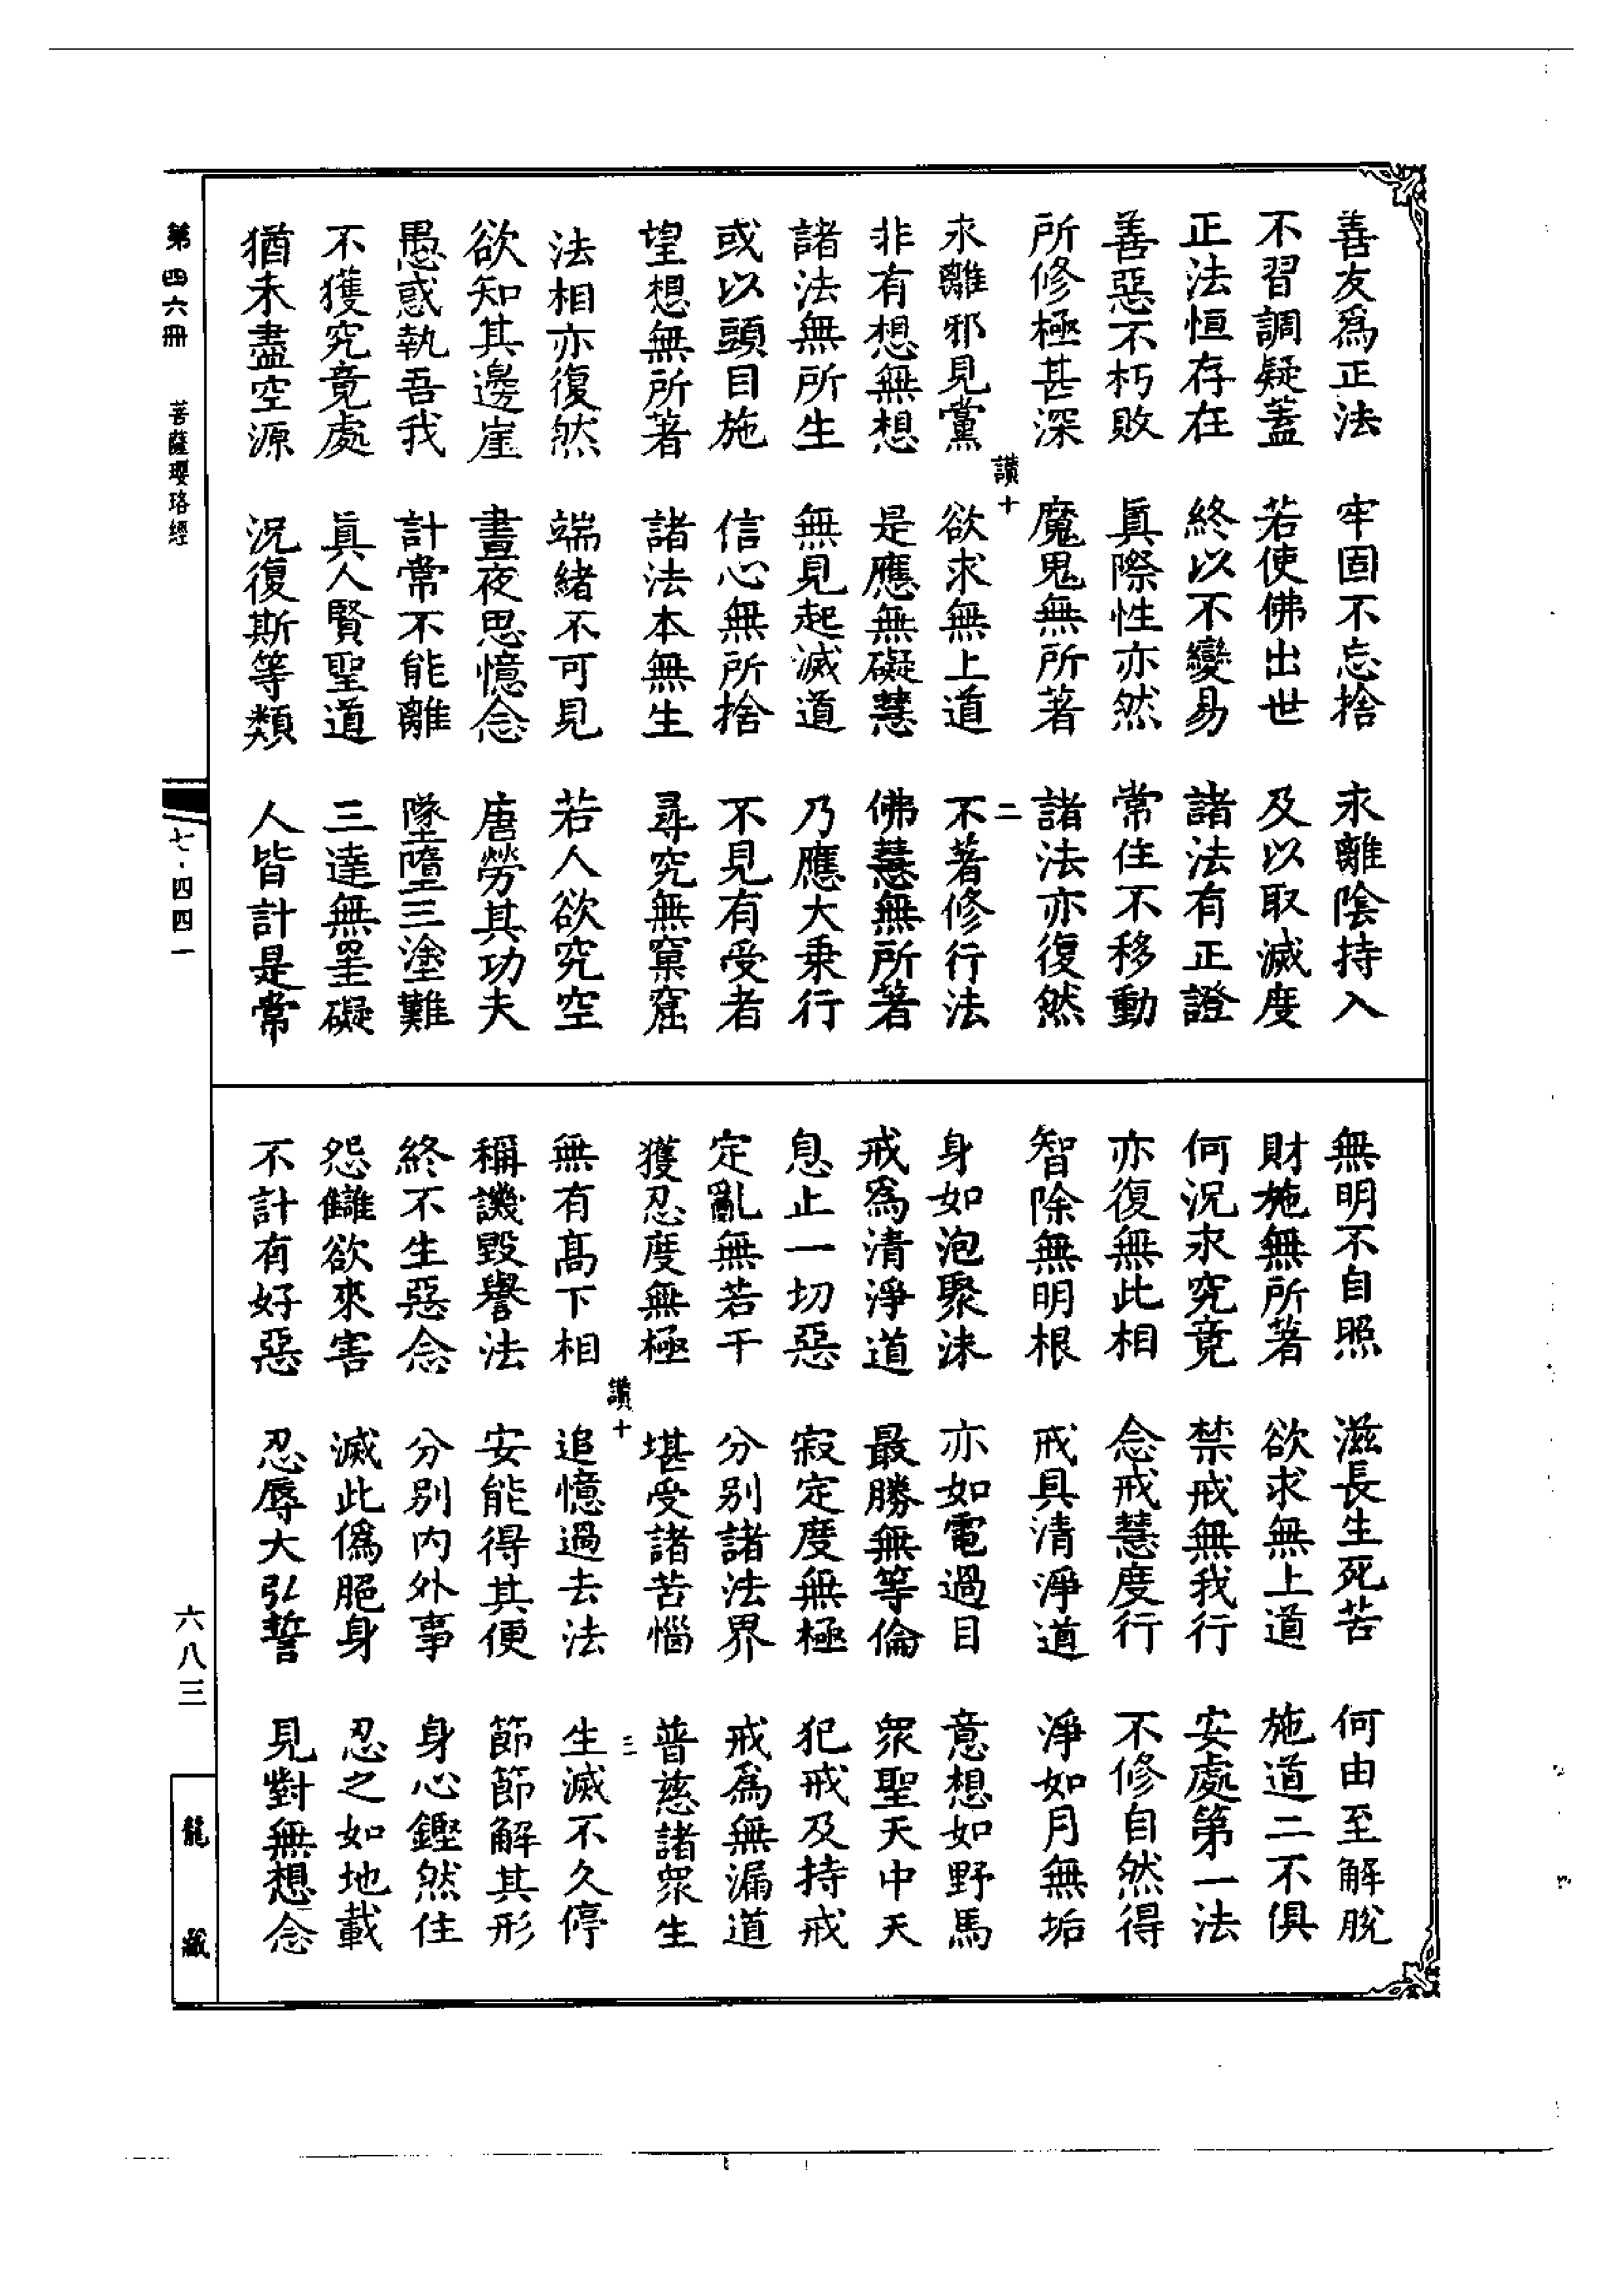 善友爲正法　牢固不忘捨　永離陰持入
不習調疑蓋　若使佛出世　及以取滅度
正法恒存在　終以不變易　諸法有正證
善惡不朽敗　眞際性亦然　常住不移動
所修極甚深　魔鬼無所著　諸法亦復然
讚十　二
永離邪見黨　欲求無上道　不著修行法
非有想無想　是應無礙慧　佛慧無所著
諸法無所生　無見起滅道　乃應大乘行
或以頭目施　信心無所捨　不見有受者
望想無所著　諸法本無生　尋究無窠窟
法相亦復然　端緒不可見　若人欲究空
欲知其邊崖　晝夜思憶念　唐勞其功夫
愚惑執吾我　計常不能離　墜墮三塗難
不獲究竟處　眞人賢聖道　三達無罣礙
猶未盡空源　況復斯等類　人皆計是常
無明不自照　滋長生死苦　何由至解脫
財施無所著　欲求無上道　施道二不俱
何況求究竟　禁戒無我行　安處第一法
亦復無此相　念戒慧度行　不修自然得
智除無明根　戒具清淨道　淨如月無垢
身如泡聚沫　亦如電過目　意想如野馬
戒爲清淨道　最勝無等倫　衆聖天中天
息止一切惡　寂定度無極　犯戒及持戒
定亂無若干　分別諸法界　戒爲無漏道
獲忍度無極　堪受諸苦惱　普慈諸衆生
讚十　三
無有高下相　追憶過去法　生滅不久停
稱譏毀譽法　安能得其便　節節解其形
終不生惡念　分別內外事　身心鏗然住
怨讎欲來害　滅此僞脃身　忍之如地載
不計有好惡　忍辱大弘誓　見對無想念
第四六冊　菩薩瓔珞經　七·四四一　六八三　龍藏